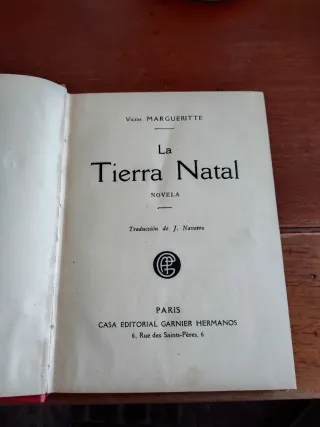 Victor MARGUERITTE
La
Tierra Natal
NOVELA
Traducción de J. Navarro
PARIS
CASA EDITORIAL GARNIER HERMANOS
6, Rue des Saints-Pères, 6